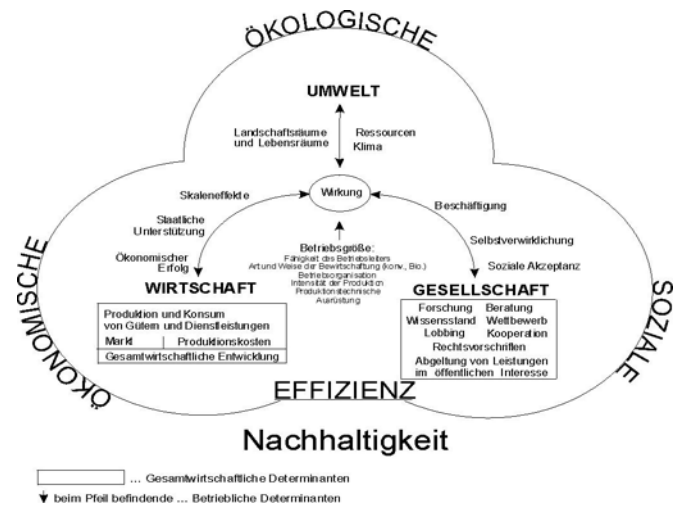 ÖKOLOGISCHE
UMWELT
Landschaftsräume
und Lebensräume
Ressourcen
Klima
Wirkung
Skaleneffekte
Staatliche
Unterstützung
Ökonomischer
Erfolg
Beschäftigung
Selbstverwirklichung
Soziale Akzeptanz
Betriebsgröße:
Fähigkeit des Betriebsleiters
Art und Weise der Bewirtschaftung (konv., Bio.)
Betriebsorganisation
Intensität der Produktion
Produktionstechnische
Ausrüstung
ÖKONOMISCHE
WIRTSCHAFT
Produktion und Konsum
von Gütern und Dienstleistungen
Markt | Produktionskosten
Gesamtwirtschaftliche Entwicklung
SOZIALE
GESELLSCHAFT
Forschung Beratung
Wissensstand Wettbewerb
Lobbing Kooperation
Rechtsvorschriften
Abgeltung von Leistungen
im öffentlichen Interesse
EFFIZIENZ
Nachhaltigkeit
... Gesamtwirtschaftliche Determinanten
beim Pfeil befindende ... Betriebliche Determinanten